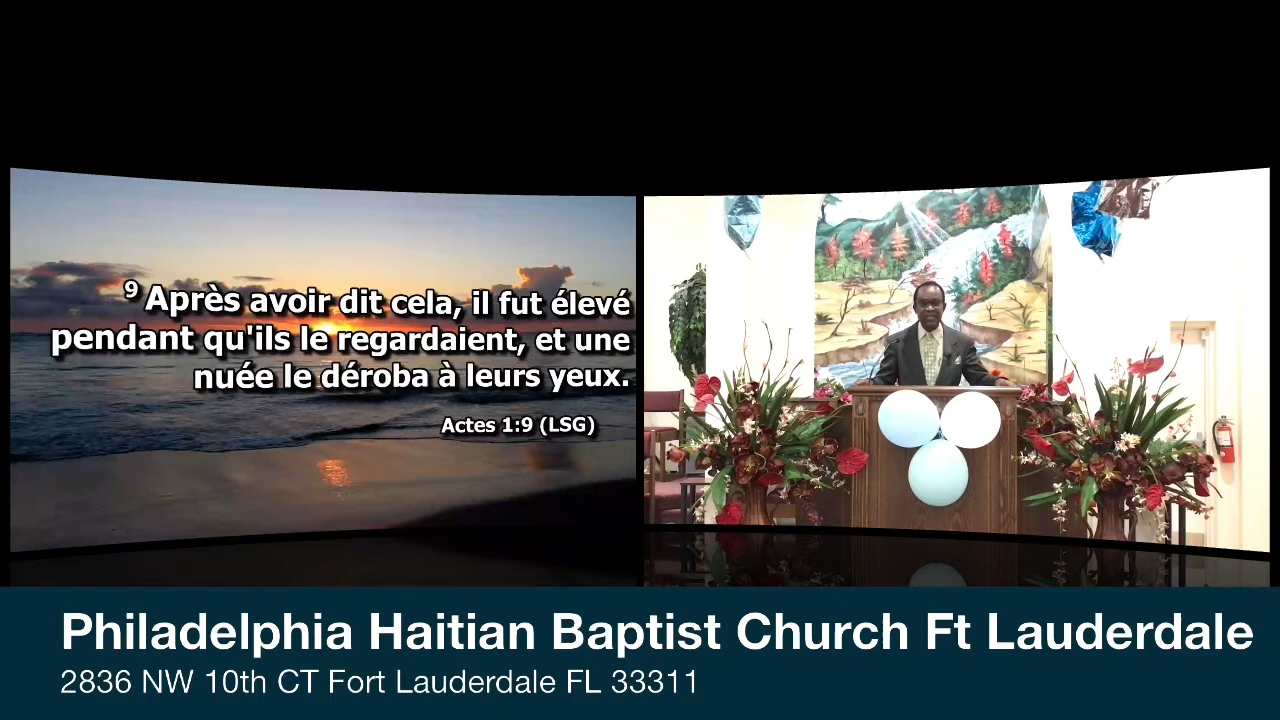 9 Après avoir dit cela, il fut élevé
pendant qu'ils le regardaient, et une
nuée le déroba à leurs yeux.
Actes 1:9 (LSG)
Philadelphia Haitian Baptist Church Ft Lauderdale
2836 NW 10th CT Fort Lauderdale FL 33311